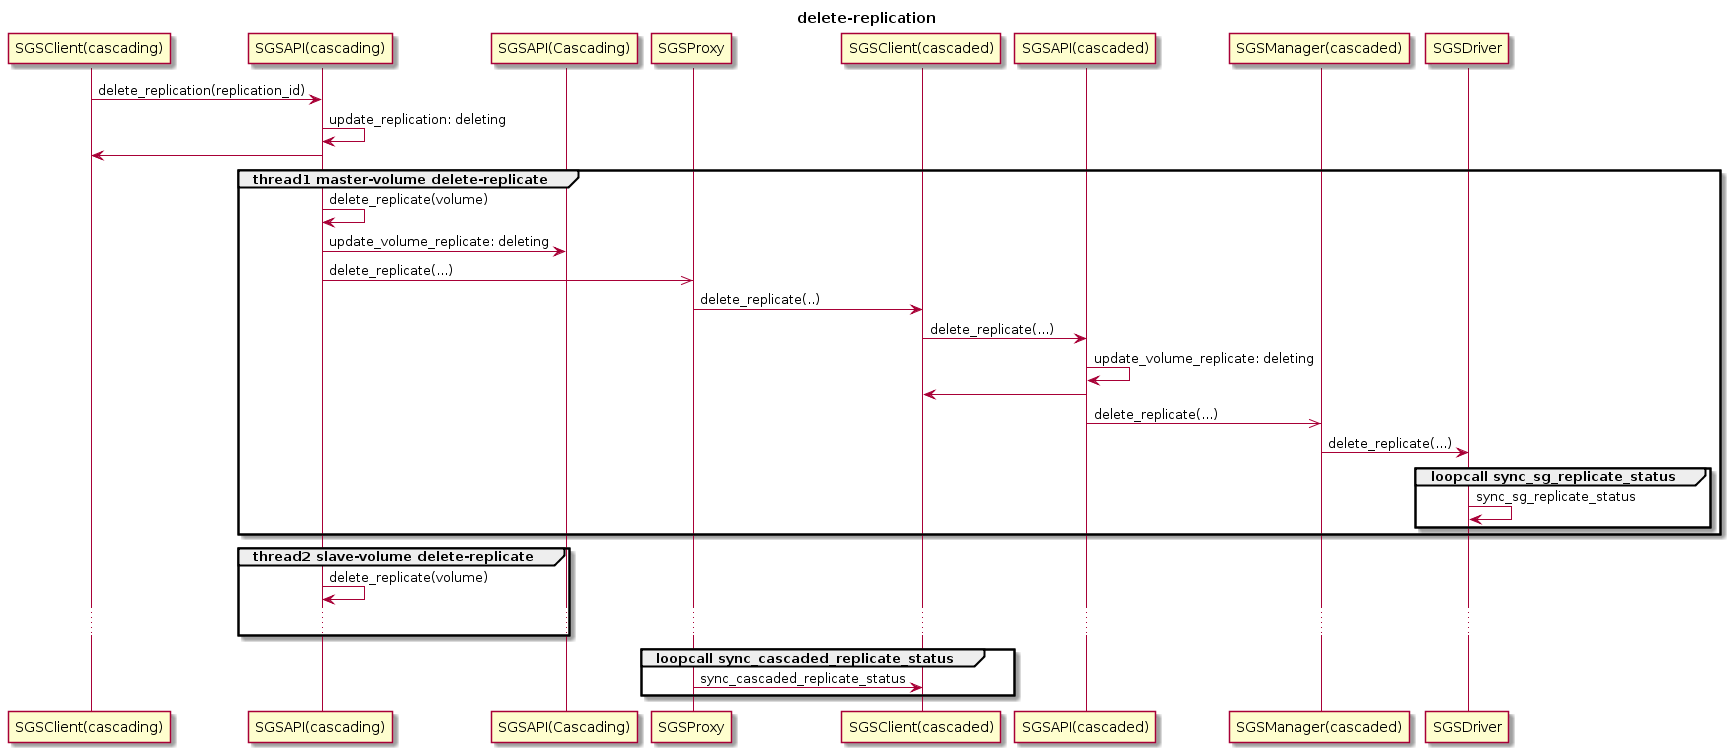 delete-replication
SGSClient(cascading)
SGSAPI(cascading)
SGSAPI(Cascading)
SGSProxy
SGSClient(cascaded)
SGSAPI(cascaded)
SGSManager(cascaded)
SGSDriver
delete_replication(replication_id)
update_replication: deleting
thread1 master-volume delete-replicate
delete_replicate(volume)
update_volume_replicate: deleting
delete_replicate(...)
delete_replicate(..)
delete_replicate(...)
update_volume_replicate: deleting
delete_replicate(...)
delete_replicate(...)
loopcall sync_sg_replicate_status
sync_sg_replicate_status
thread2 slave-volume delete-replicate
delete_replicate(volume)
loopcall sync_cascaded_replicate_status
sync_cascaded_replicate_status
SGSClient(cascading)
SGSAPI(cascading)
SGSAPI(Cascading)
SGSProxy
SGSClient(cascaded)
SGSAPI(cascaded)
SGSManager(cascaded)
SGSDriver